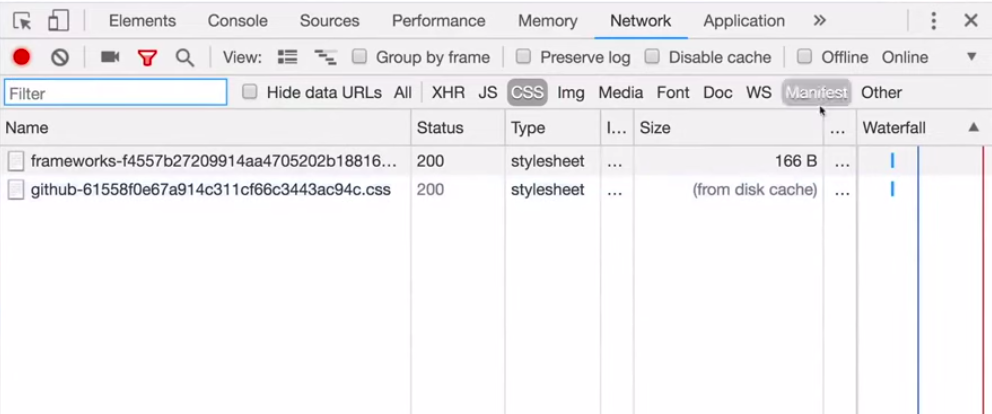 Elements Console Sources Performance Memory Network Application »
View: Group by frame Preserve log Disable cache Offline Online
Filter Hide data URLs All XHR JS CSS Img Media Font Doc WS Manifest Other
Name Status Type I... Size ... Waterfall
frameworks-f4557b27209914aa4705202b18816... 200 stylesheet ... 166 B ...
github-61558f0e67a914c311cf66c3443ac94c.css 200 stylesheet ... (from disk cache) ...